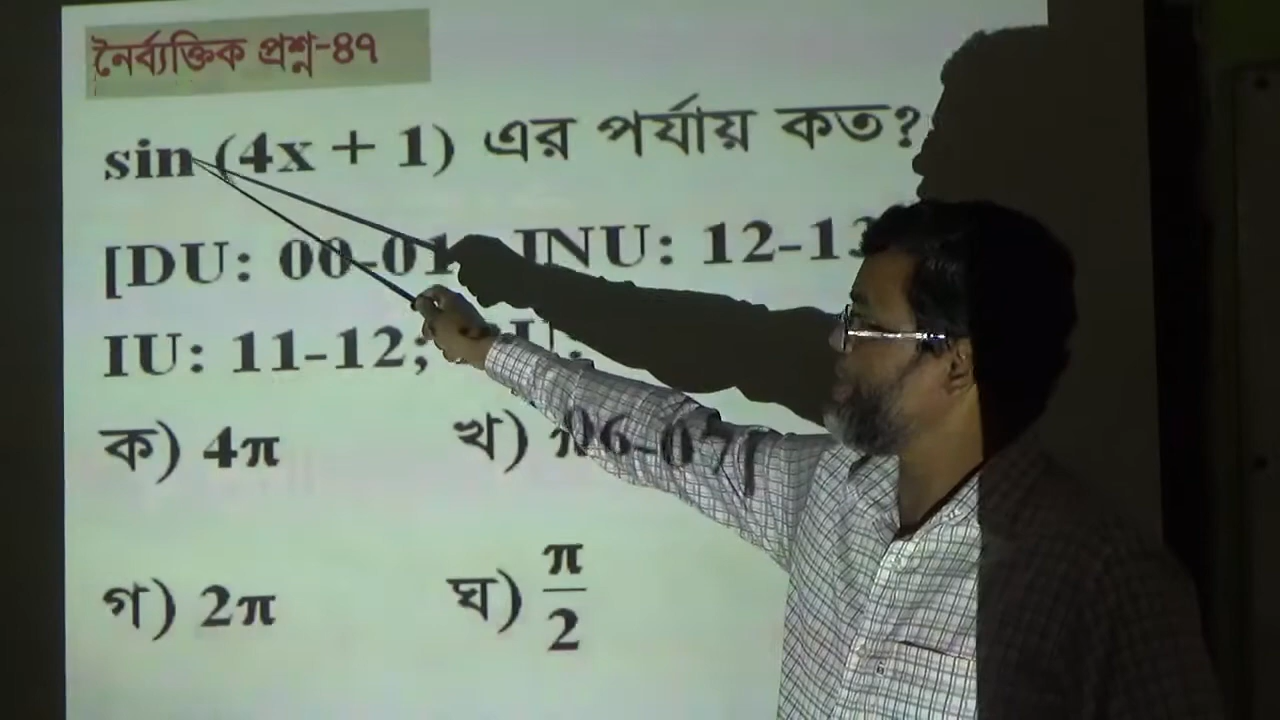 নৈর্ব্যক্তিক প্রশ্ন-৪৭
sin (4x + 1) এর পর্যায় কত?
[DU: 00-01 JNU: 12-13
IU: 11-12; U:
06-07]
ক) 4π খ) π
গ) 2π ঘ) π/2